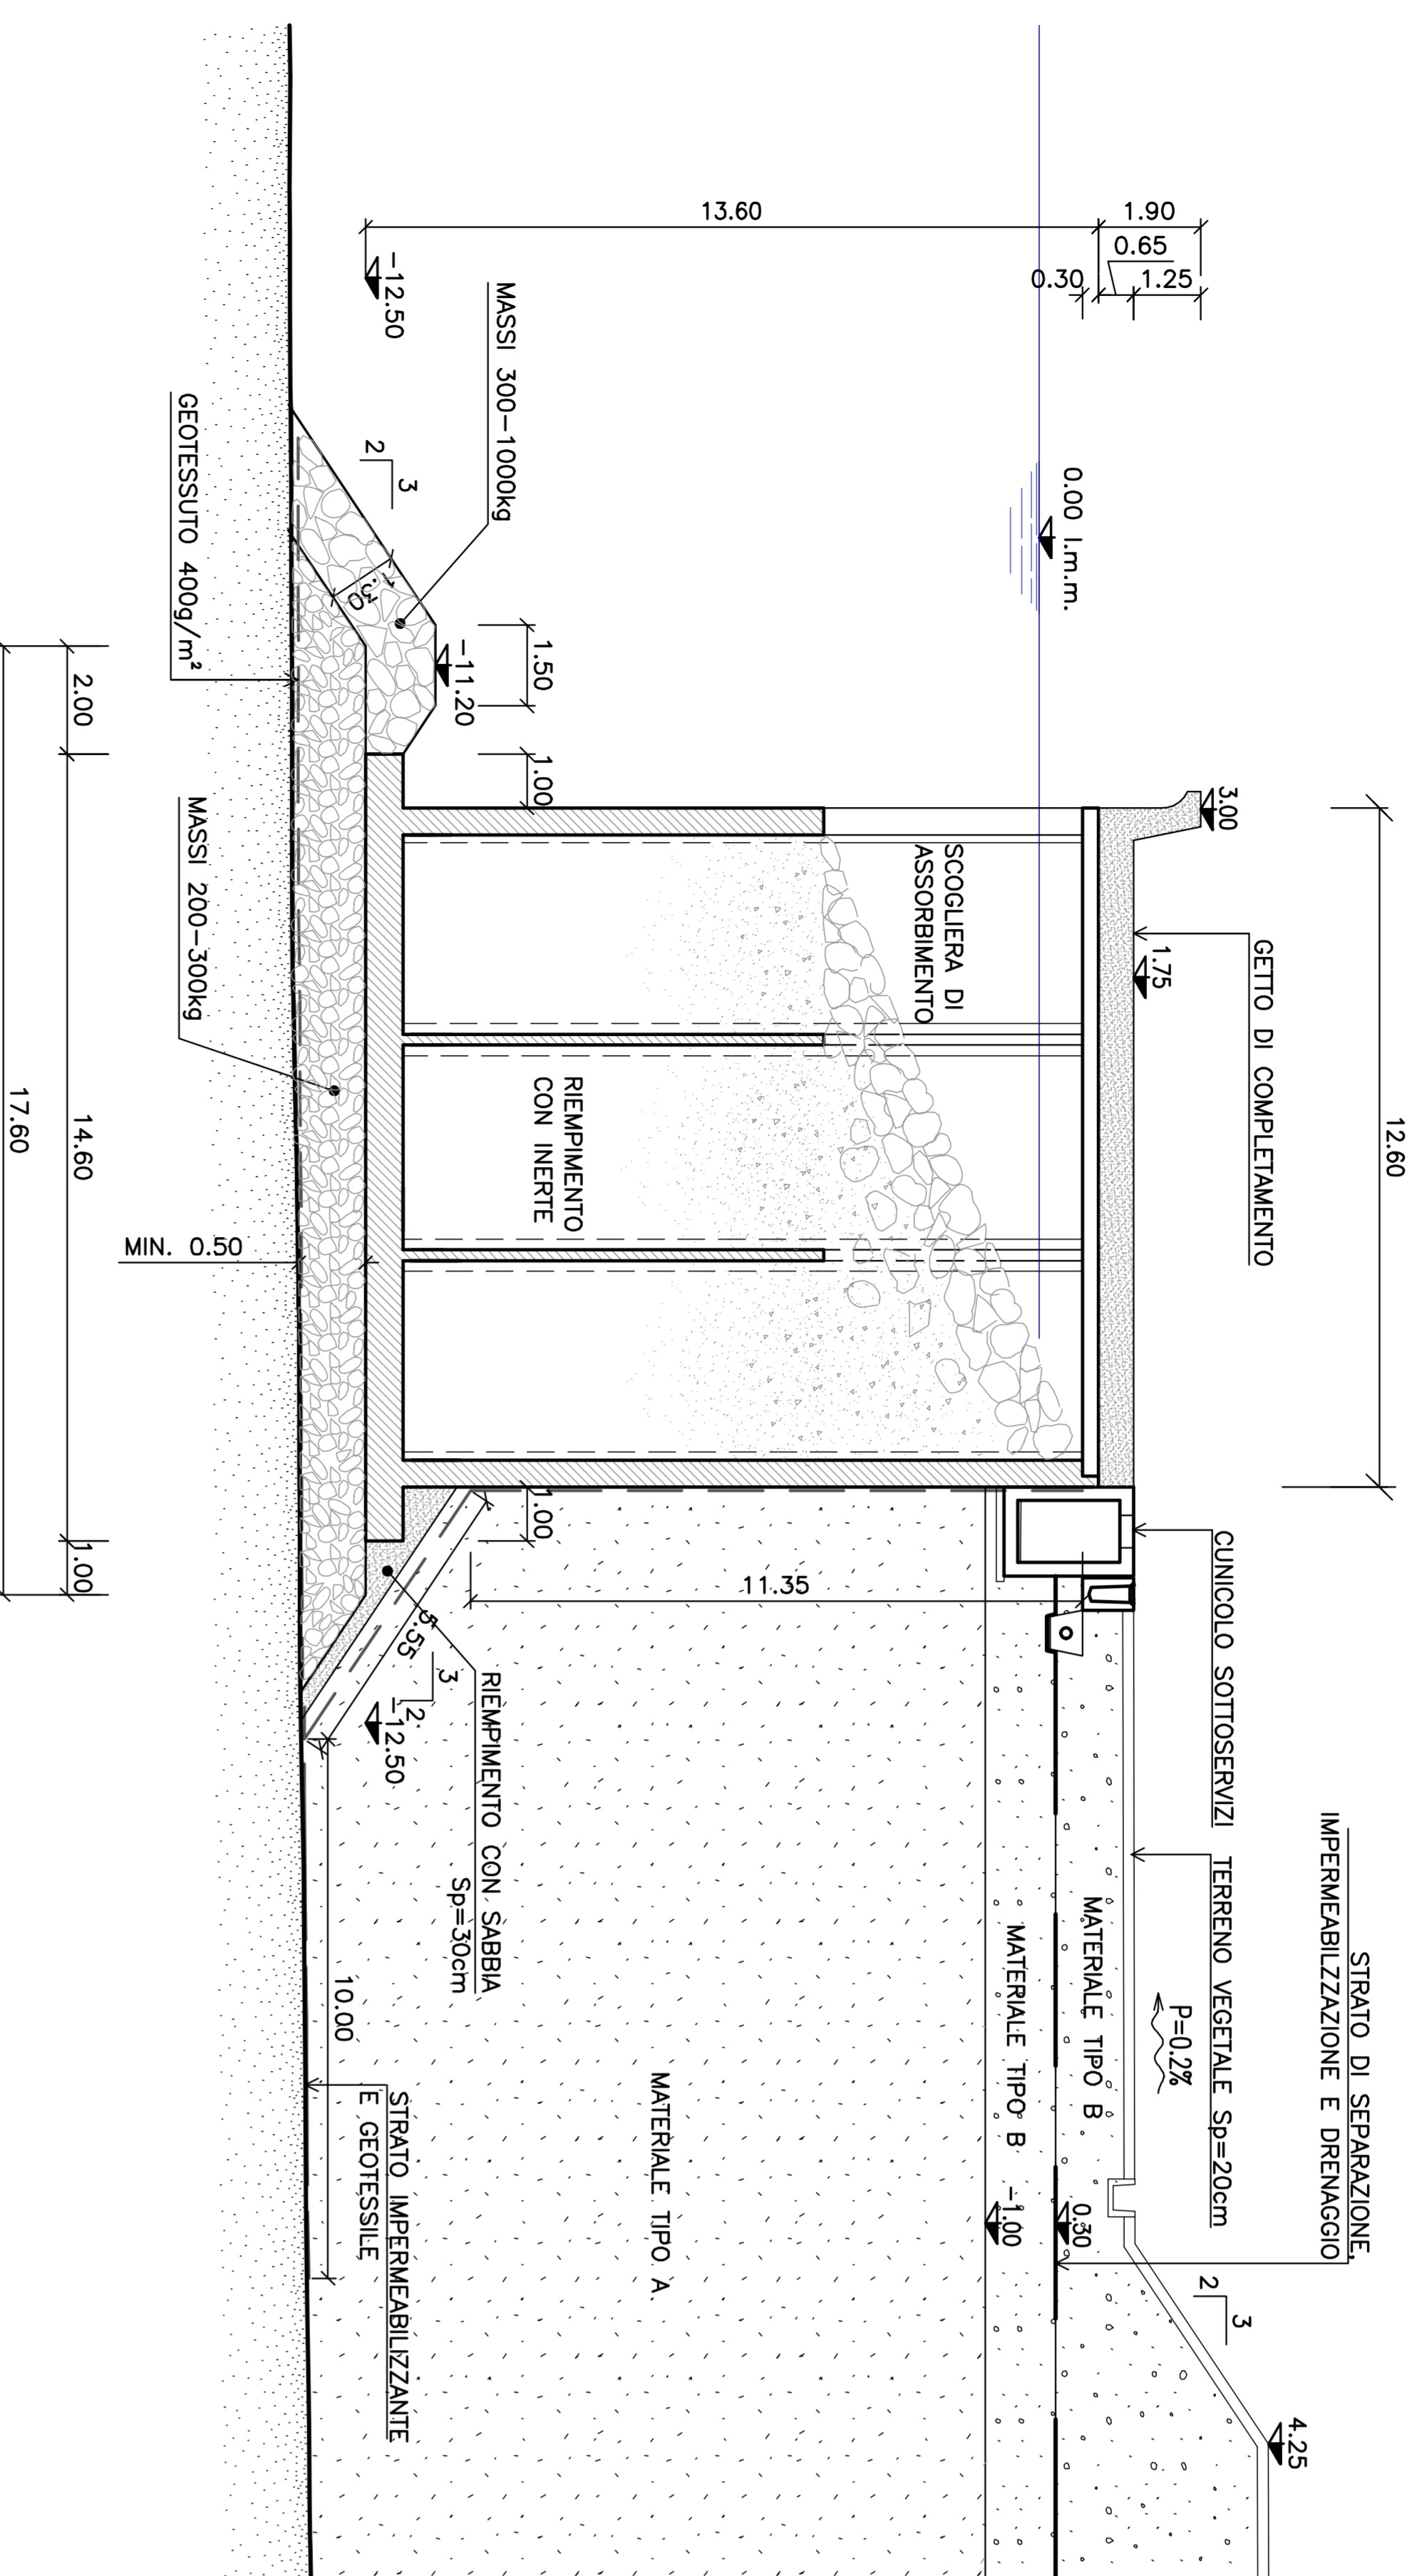 12.60
3.00
GETTO DI COMPLETAMENTO
1.75
1.90
0.65
1.25
0.30
13.60
0.00 l.m.m.
SCOGLIERA DI
ASSORBIMENTO
RIEMPIMENTO
CON INERTE
CUNICOLO SOTTOSERVIZI
TERRENO VEGETALE Sp=20cm
P=0.2%
STRATO DI SEPARAZIONE,
IMPERMEABILZZAZIONE E DRENAGGIO
2
3
4.25
MATERIALE TIPO B
0.30
MATERIALE TIPO B
-1.00
MATERIALE TIPO A
11.35
MASSI 300-1000kg
1.50
-11.20
1.00
1.00
-12.50
3
2
1.50
5.55
3
2
-12.50
RIEMPIMENTO CON SABBIA
Sp=30cm
10.00
STRATO IMPERMEABILIZZANTE
E GEOTESSILE
GEOTESSUTO 400g/m²
MASSI 200-300kg
MIN. 0.50
2.00
14.60
1.00
17.60